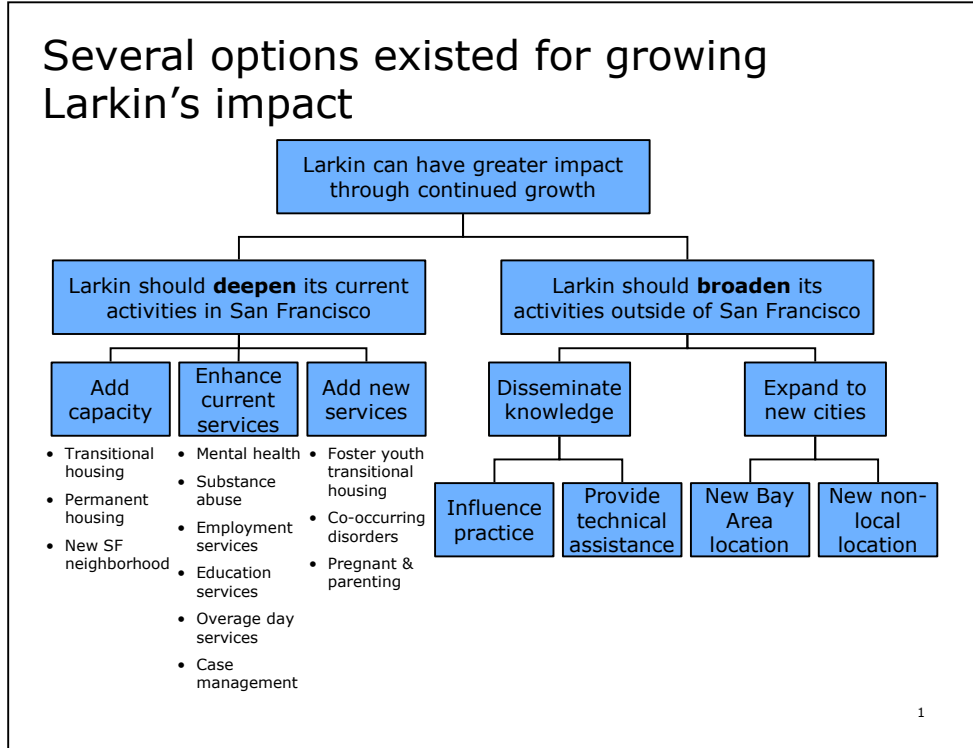 Several options existed for growing
Larkin's impact
Larkin can have greater impact
through continued growth
Larkin should deepen its current
activities in San Francisco
Larkin should broaden its
activities outside of San Francisco
Add
capacity
Enhance
current
services
Add new
services
Disseminate
knowledge
Expand to
new cities
• Transitional
housing
• Permanent
housing
• New SF
neighborhood
• Mental health
• Substance
abuse
• Employment
services
• Education
services
• Overage day
services
• Case
management
• Foster youth
transitional
housing
• Co-occurring
disorders
• Pregnant &
parenting
Influence
practice
Provide
technical
assistance
New Bay
Area
location
New non-
local
location
1